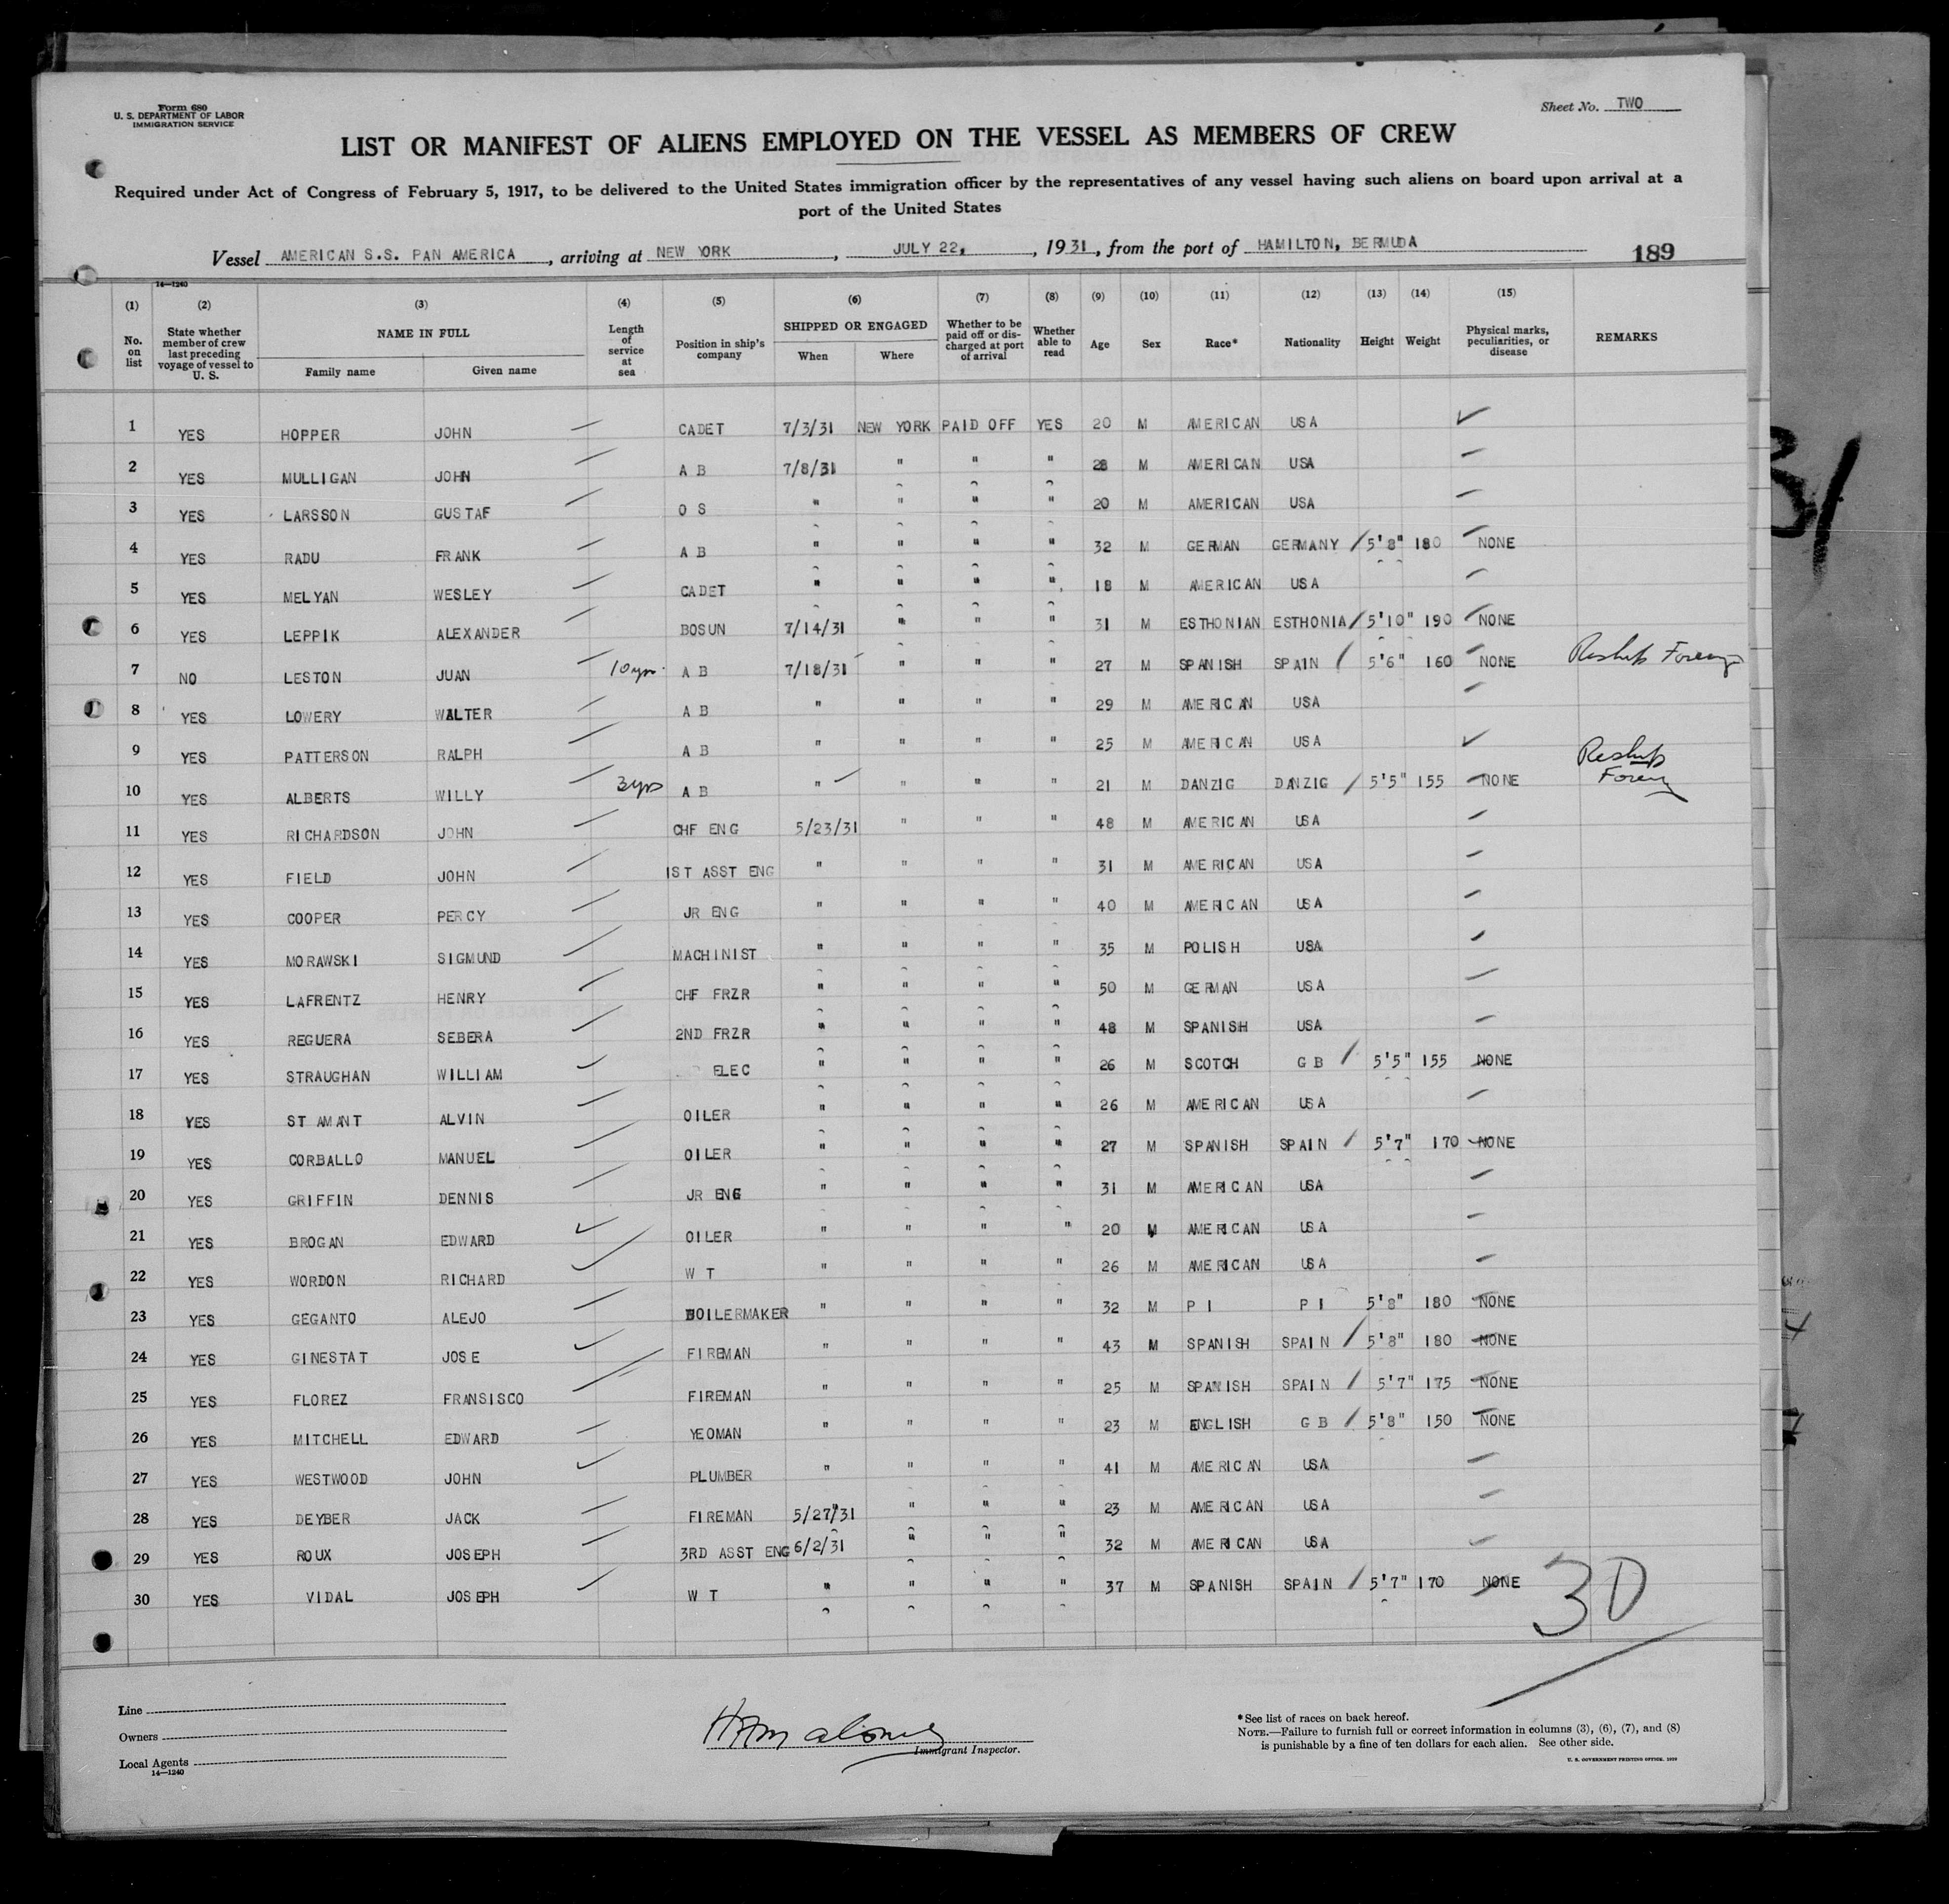 Form 680
U. S. DEPARTMENT OF LABOR
IMMIGRATION SERVICE
Sheet No. TWO
LIST OR MANIFEST OF ALIENS EMPLOYED ON THE VESSEL AS MEMBERS OF CREW
Required under Act of Congress of February 5, 1917, to be delivered to the United States immigration officer by the representatives of any vessel having such aliens on board upon arrival at a
port of the United States
Vessel AMERICAN S.S. PAN AMERICA, arriving at NEW YORK, JULY 22, 1931, from the port of HAMILTON, BERMUDA
189
14—1240
(1) (2) (3) (4) (5) (6) (7) (8) (9) (10) (11) (12) (13) (14) (15)
No. on list State whether member of crew last preceding voyage of vessel to U. S. NAME IN FULL Length of service at sea Position in ship's company SHIPPED OR ENGAGED Whether to be paid off or discharged at port of arrival Whether able to read Age Sex Race* Nationality Height Weight Physical marks, peculiarities, or disease REMARKS
Family name Given name When Where
1 YES HOPPER JOHN CADET 7/3/31 NEW YORK PAID OFF YES 20 M AMERICAN USA
2 YES MULLIGAN JOHN A B 7/8/31 " " " 28 M AMERICAN USA
3 YES LARSSON GUSTAF O S " " " " 20 M AMERICAN USA
4 YES RADU FRANK A B " " " " 32 M GERMAN GERMANY 5'8" 180 NONE
5 YES MELYAN WESLEY CADET " " " " 18 M AMERICAN USA
6 YES LEPPIK ALEXANDER BOSUN 7/14/31 " " " 31 M ESTHONIAN ESTHONIA 5'10" 190 NONE
7 NO LESTON JUAN 10 yrs A B 7/18/31 " " " 27 M SPANISH SPAIN 5'6" 160 NONE Reship Foreign
8 YES LOWERY WALTER A B " " " " 29 M AMERICAN USA
9 YES PATTERSON RALPH A B " " " " 25 M AMERICAN USA
10 YES ALBERTS WILLY 3 yrs A B " " " " 21 M DANZIG DANZIG 5'5" 155 NONE Reship Foreign
11 YES RICHARDSON JOHN CHF ENG 5/23/31 " " " 48 M AMERICAN USA
12 YES FIELD JOHN 1ST ASST ENG " " " " 31 M AMERICAN USA
13 YES COOPER PERCY JR ENG " " " " 40 M AMERICAN USA
14 YES MORAWSKI SIGMUND MACHINIST " " " " 35 M POLISH USA
15 YES LAFRENTZ HENRY CHF FRZR " " " " 50 M GERMAN USA
16 YES REGUERA SEBERA 2ND FRZR " " " " 48 M SPANISH USA
17 YES STRAUGHAN WILLIAM ELEC " " " " 26 M SCOTCH G B 5'5" 155 NONE
18 YES ST AMANT ALVIN OILER " " " " 26 M AMERICAN USA
19 YES CORBALLO MANUEL OILER " " " " 27 M SPANISH SPAIN 5'7" 170 NONE
20 YES GRIFFIN DENNIS JR ENG " " " " 31 M AMERICAN USA
21 YES BROGAN EDWARD OILER " " " " 20 M AMERICAN USA
22 YES WORDON RICHARD W T " " " " 26 M AMERICAN USA
23 YES GEGANTO ALEJO BOILERMAKER " " " " 32 M P I P I 5'8" 180 NONE
24 YES GINESTAT JOSE FIREMAN " " " " 43 M SPANISH SPAIN 5'8" 180 NONE
25 YES FLOREZ FRANSISCO FIREMAN " " " " 25 M SPANISH SPAIN 5'7" 175 NONE
26 YES MITCHELL EDWARD YEOMAN " " " " 23 M ENGLISH G B 5'8" 150 NONE
27 YES WESTWOOD JOHN PLUMBER " " " " 41 M AMERICAN USA
28 YES DEYBER JACK FIREMAN 5/27/31 " " " 23 M AMERICAN USA
29 YES ROUX JOSEPH 3RD ASST ENG 6/2/31 " " " 32 M AMERICAN USA
30 YES VIDAL JOSEPH W T " " " " 37 M SPANISH SPAIN 5'7" 170 NONE
30
Line
Owners
Local Agents
14—1240
Immigrant Inspector.
*See list of races on back hereof.
NOTE.—Failure to furnish full or correct information in columns (3), (6), (7), and (8)
is punishable by a fine of ten dollars for each alien. See other side.
U. S. GOVERNMENT PRINTING OFFICE. 1930
31